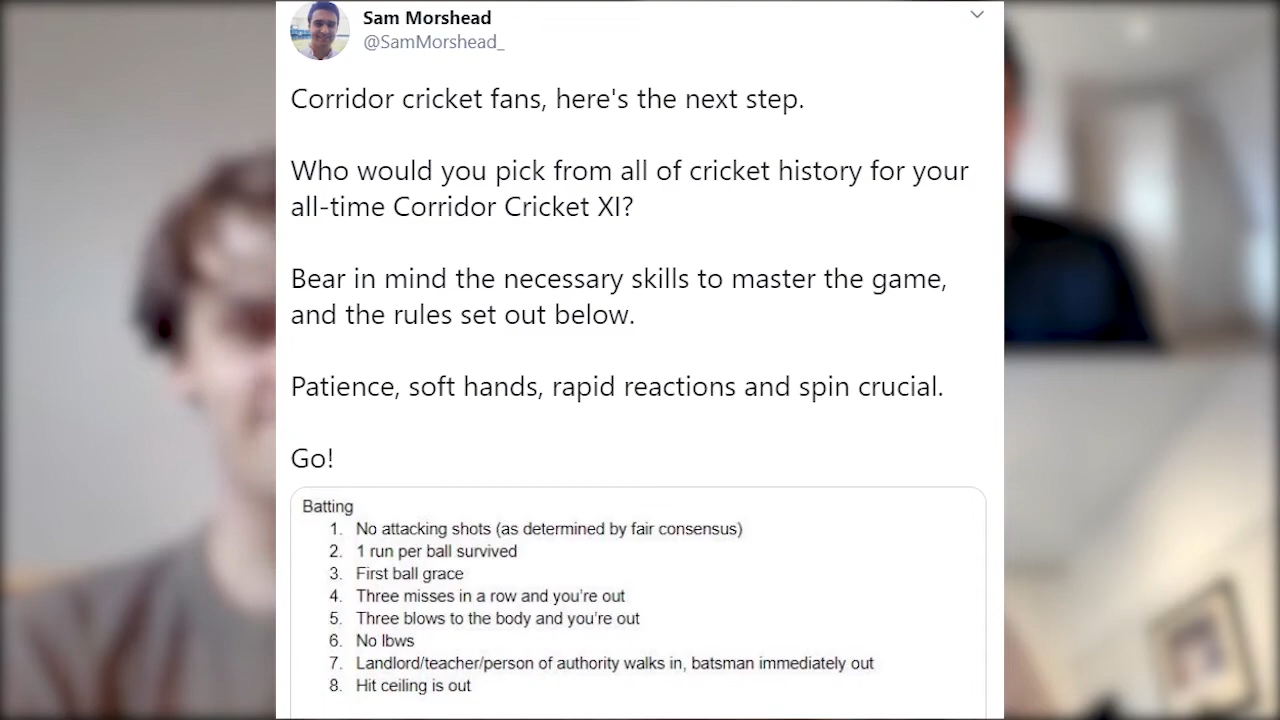 Sam Morshead
@SamMorshead_
Corridor cricket fans, here's the next step.
Who would you pick from all of cricket history for your
all-time Corridor Cricket XI?
Bear in mind the necessary skills to master the game,
and the rules set out below.
Patience, soft hands, rapid reactions and spin crucial.
Go!
Batting
1. No attacking shots (as determined by fair consensus)
2. 1 run per ball survived
3. First ball grace
4. Three misses in a row and you're out
5. Three blows to the body and you're out
6. No lbws
7. Landlord/teacher/person of authority walks in, batsman immediately out
8. Hit ceiling is out